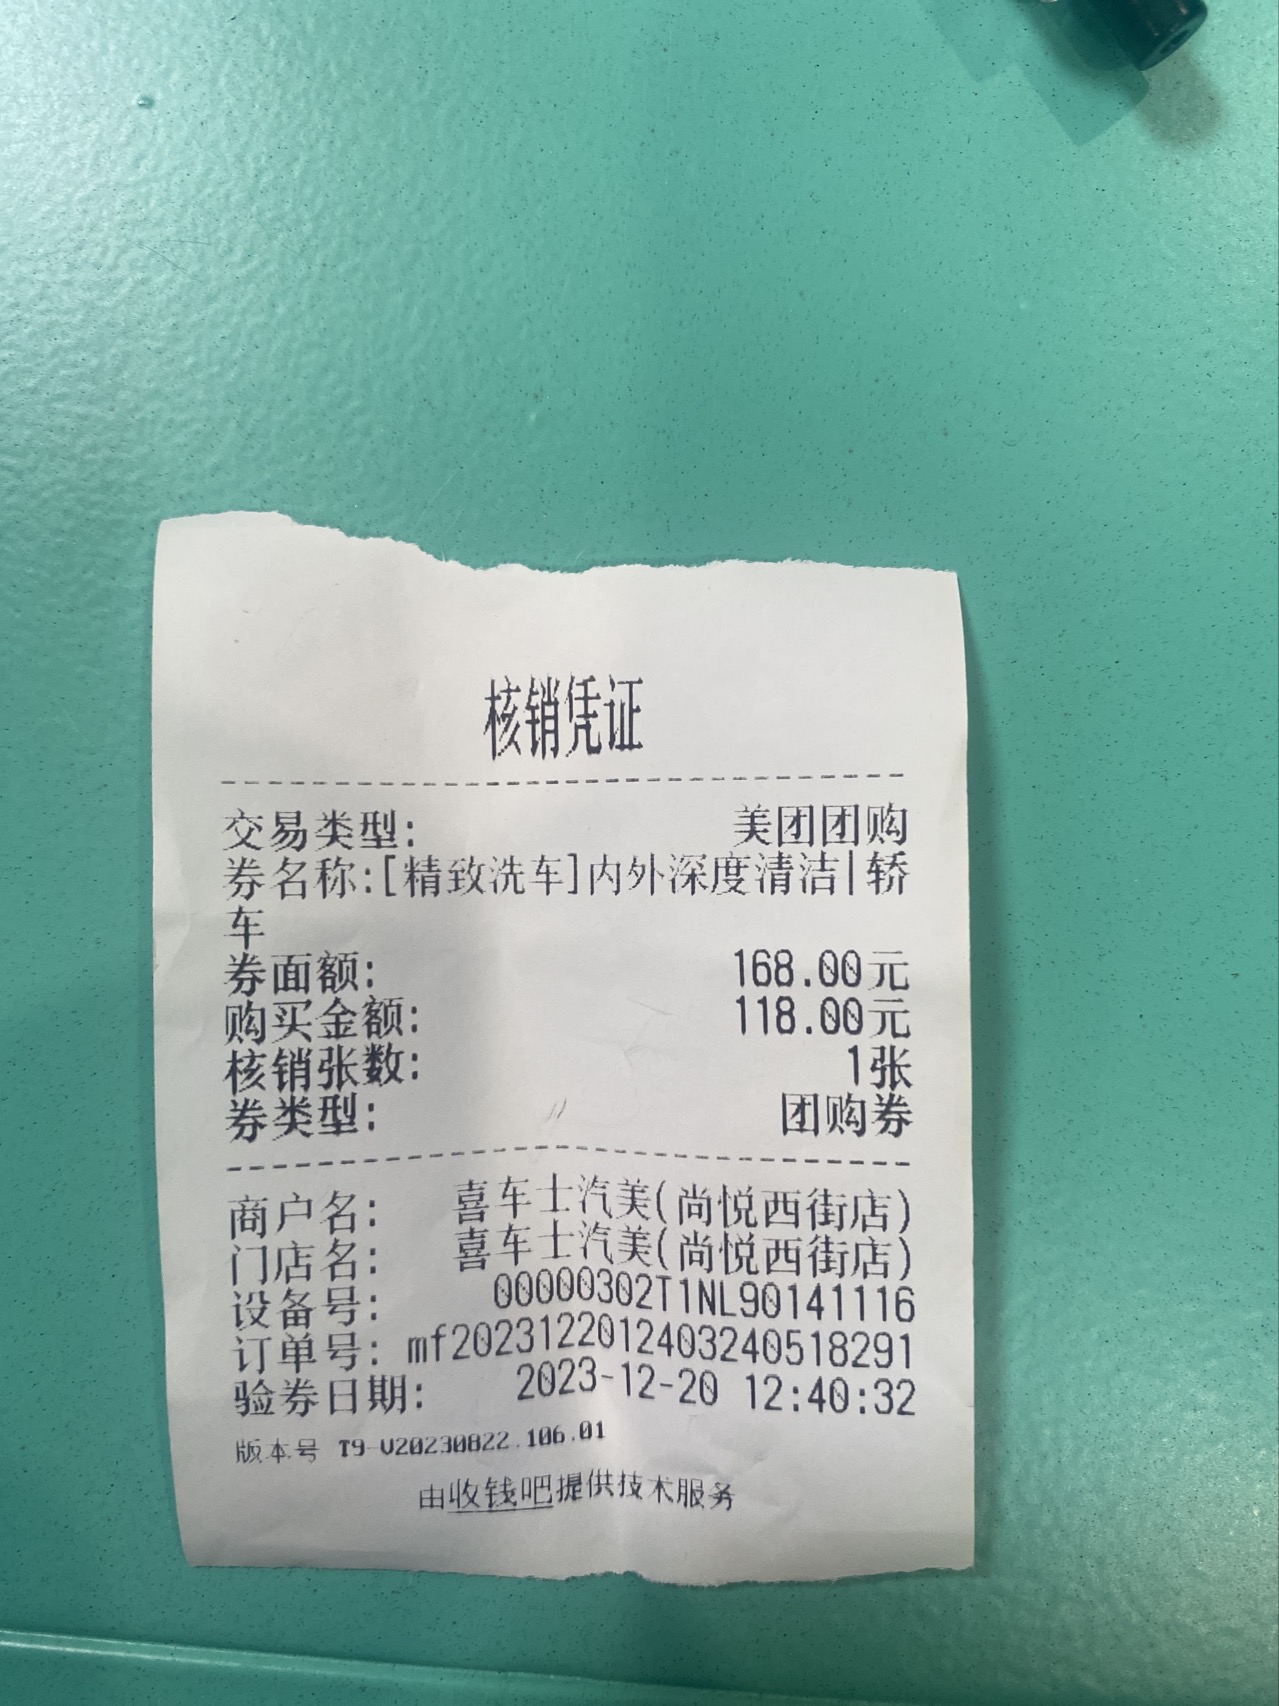 核销凭证
交易类型: 美团团购
券名称:[精致洗车]内外深度清洁|轿
车
券面额: 168.00元
购买金额: 118.00元
核销张数: 1张
券类型: 团购券
商户名: 喜车士汽美(尚悦西街店)
门店名: 喜车士汽美(尚悦西街店)
设备号: 00000302T1NL90141116
订单号: mf2023122012403240518291
验券日期: 2023-12-20 12:40:32
版本号 T9-V20230822.106.01
由收钱吧提供技术服务